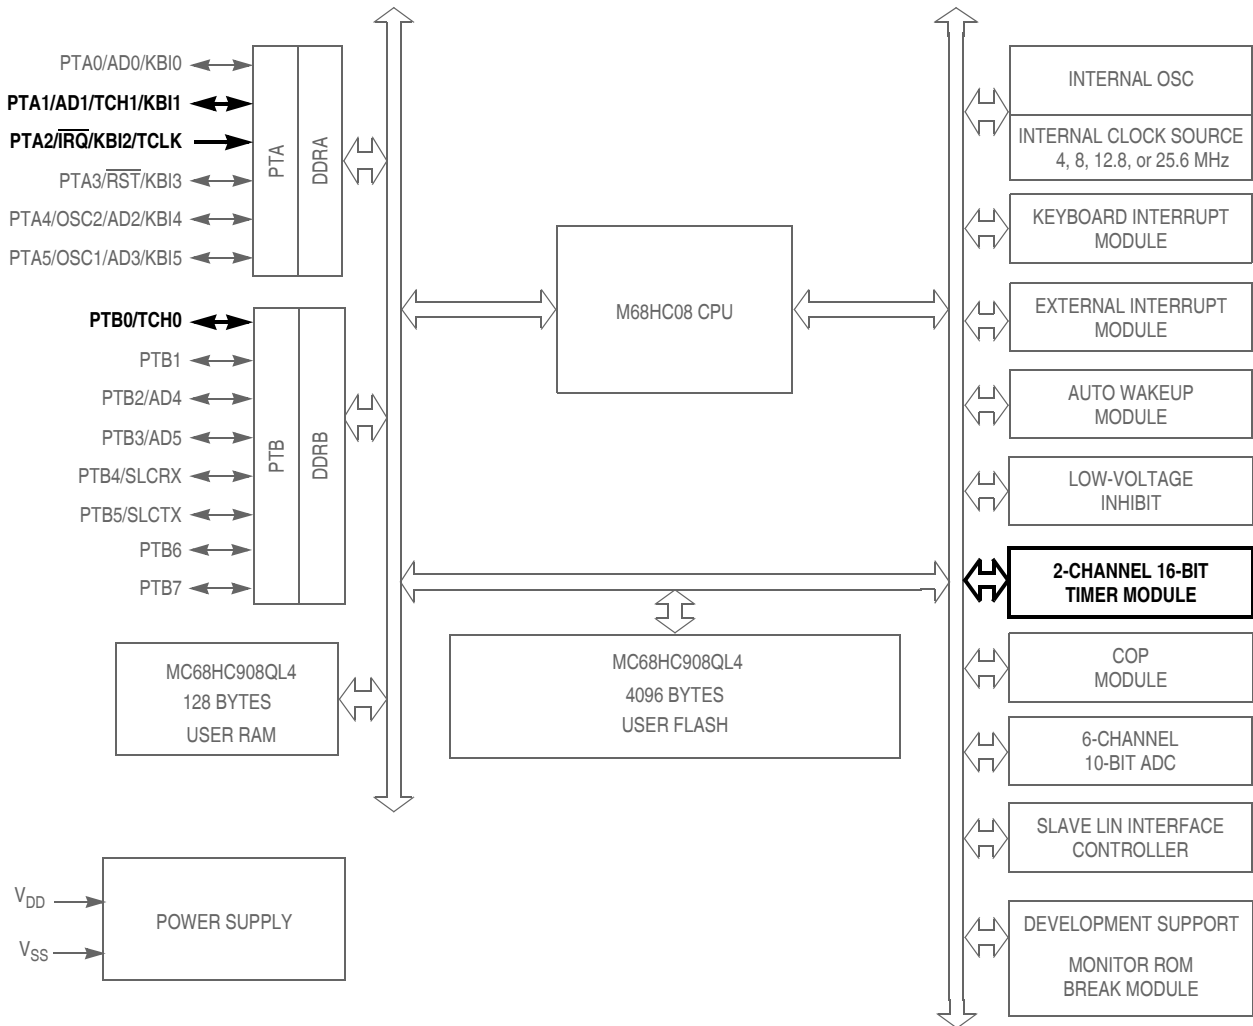 PTA0/AD0/KBI0
PTA1/AD1/TCH1/KBI1
PTA2/IRQ/KBI2/TCLK
PTA3/RST/KBI3
PTA4/OSC2/AD2/KBI4
PTA5/OSC1/AD3/KBI5
PTA
DDRA
PTB0/TCH0
PTB1
PTB2/AD4
PTB3/AD5
PTB4/SLCRX
PTB5/SLCTX
PTB6
PTB7
PTB
DDRB
MC68HC908QL4
128 BYTES
USER RAM
VDD
VSS
POWER SUPPLY
M68HC08 CPU
MC68HC908QL4
4096 BYTES
USER FLASH
INTERNAL OSC
INTERNAL CLOCK SOURCE
4, 8, 12.8, or 25.6 MHz
KEYBOARD INTERRUPT
MODULE
EXTERNAL INTERRUPT
MODULE
AUTO WAKEUP
MODULE
LOW-VOLTAGE
INHIBIT
2-CHANNEL 16-BIT
TIMER MODULE
COP
MODULE
6-CHANNEL
10-BIT ADC
SLAVE LIN INTERFACE
CONTROLLER
DEVELOPMENT SUPPORT
MONITOR ROM
BREAK MODULE